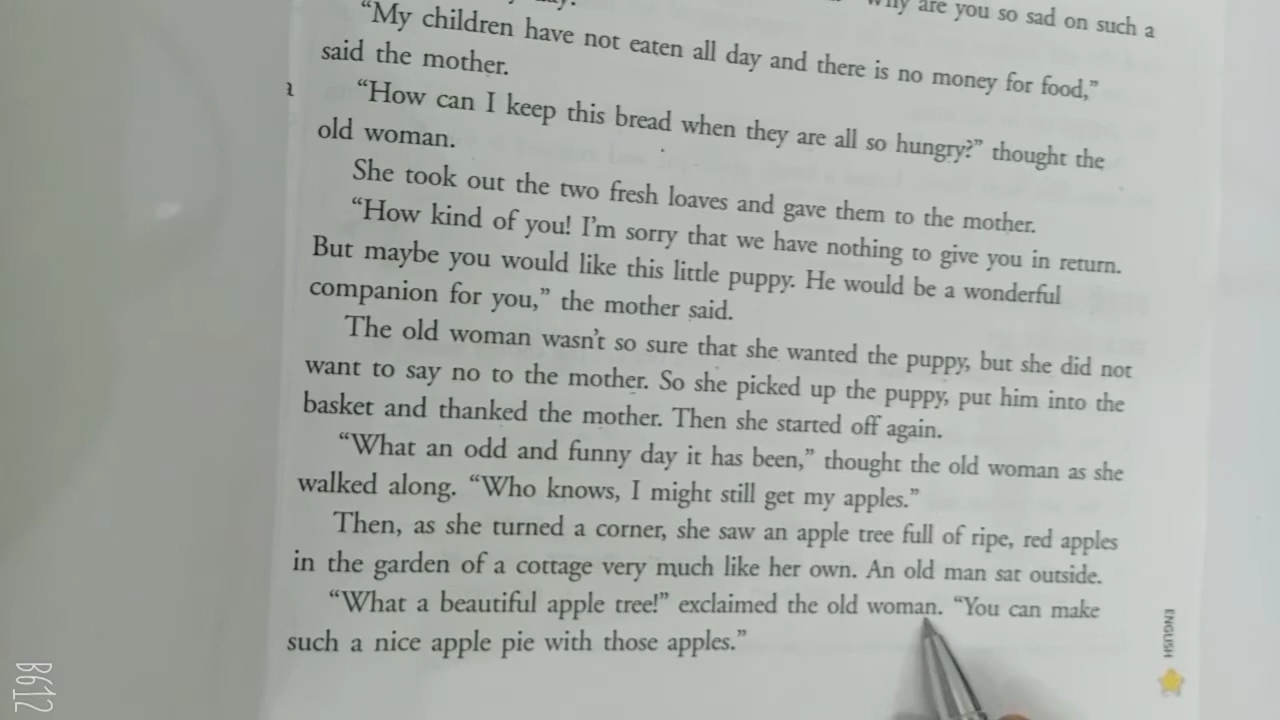 why are you so sad on such a
"My children have not eaten all day and there is no money for food,"
said the mother.
"How can I keep this bread when they are all so hungry?" thought the
old woman.
She took out the two fresh loaves and gave them to the mother.
"How kind of you! I'm sorry that we have nothing to give you in return.
But maybe you would like this little puppy. He would be a wonderful
companion for you," the mother said.
The old woman wasn't so sure that she wanted the puppy, but she did not
want to say no to the mother. So she picked up the puppy, put him into the
basket and thanked the mother. Then she started off again.
"What an odd and funny day it has been," thought the old woman as she
walked along. "Who knows, I might still get my apples."
Then, as she turned a corner, she saw an apple tree full of ripe, red apples
in the garden of a cottage very much like her own. An old man sat outside.
"What a beautiful apple tree!" exclaimed the old woman. "You can make
such a nice apple pie with those apples."
ENGLISH
B612